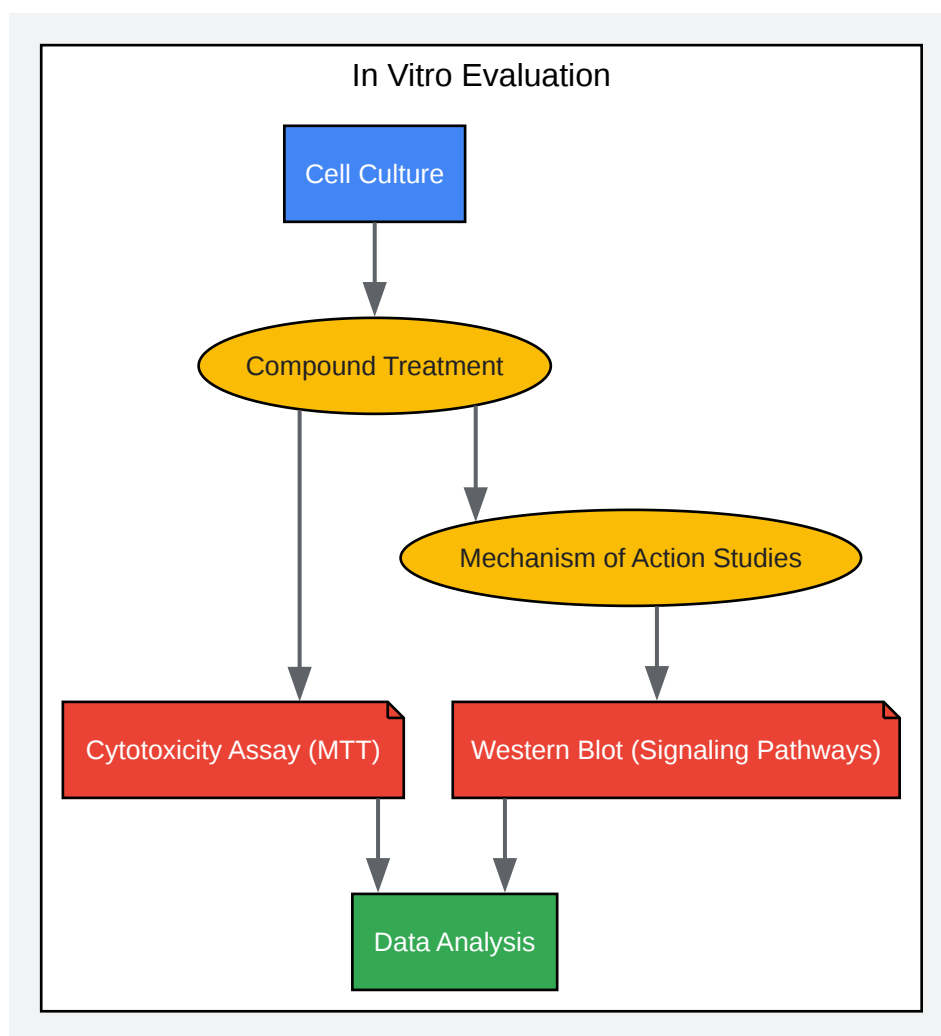 In Vitro Evaluation
Cell Culture
Compound Treatment
Mechanism of Action Studies
Cytotoxicity Assay (MTT)
Western Blot (Signaling Pathways)
Data Analysis